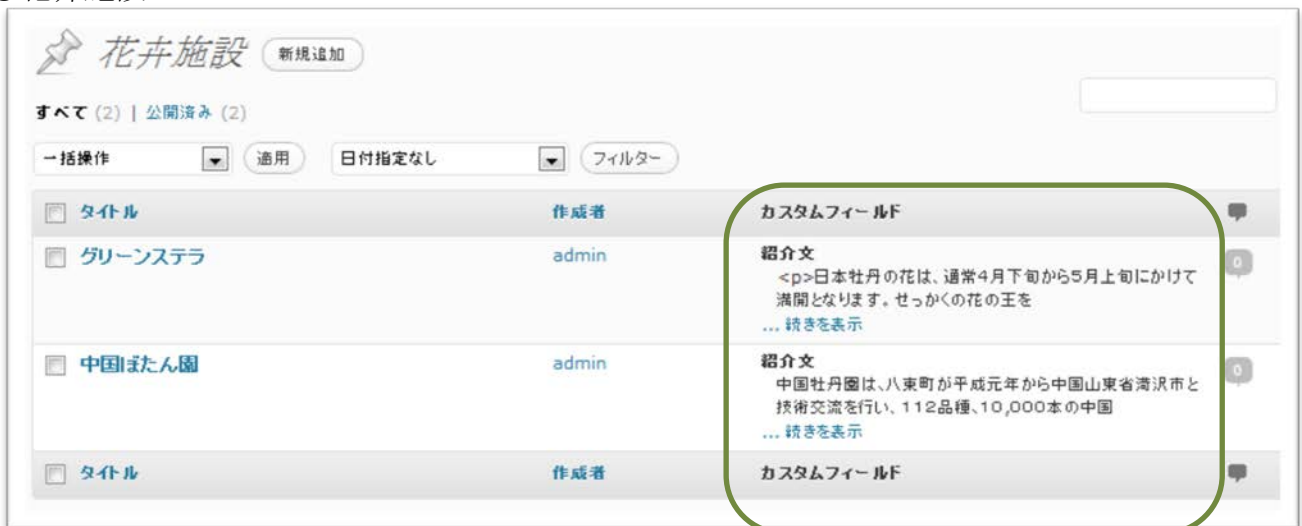 花卉施設 新規追加
すべて (2) | 公開済み (2)
一括操作 適用 日付指定なし フィルター
タイトル 作成者 カスタムフィールド
グリーンステラ admin 紹介文
0
<p>日本牡丹の花は、通常4月下旬から5月上旬にかけて
満開となります。せっかくの花の王を
... 続きを表示
中国ぼたん園 admin 紹介文
0
中国牡丹園は、八束町が平成元年から中国山東省菏沢市と
技術交流を行い、112品種、10,000本の中国
... 続きを表示
タイトル 作成者 カスタムフィールド